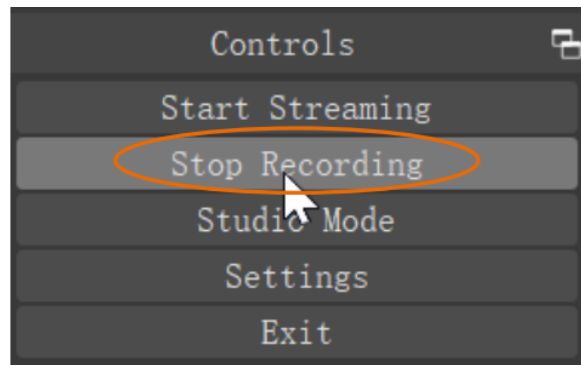 Controls
Start Streaming
Stop Recording
Studio Mode
Settings
Exit